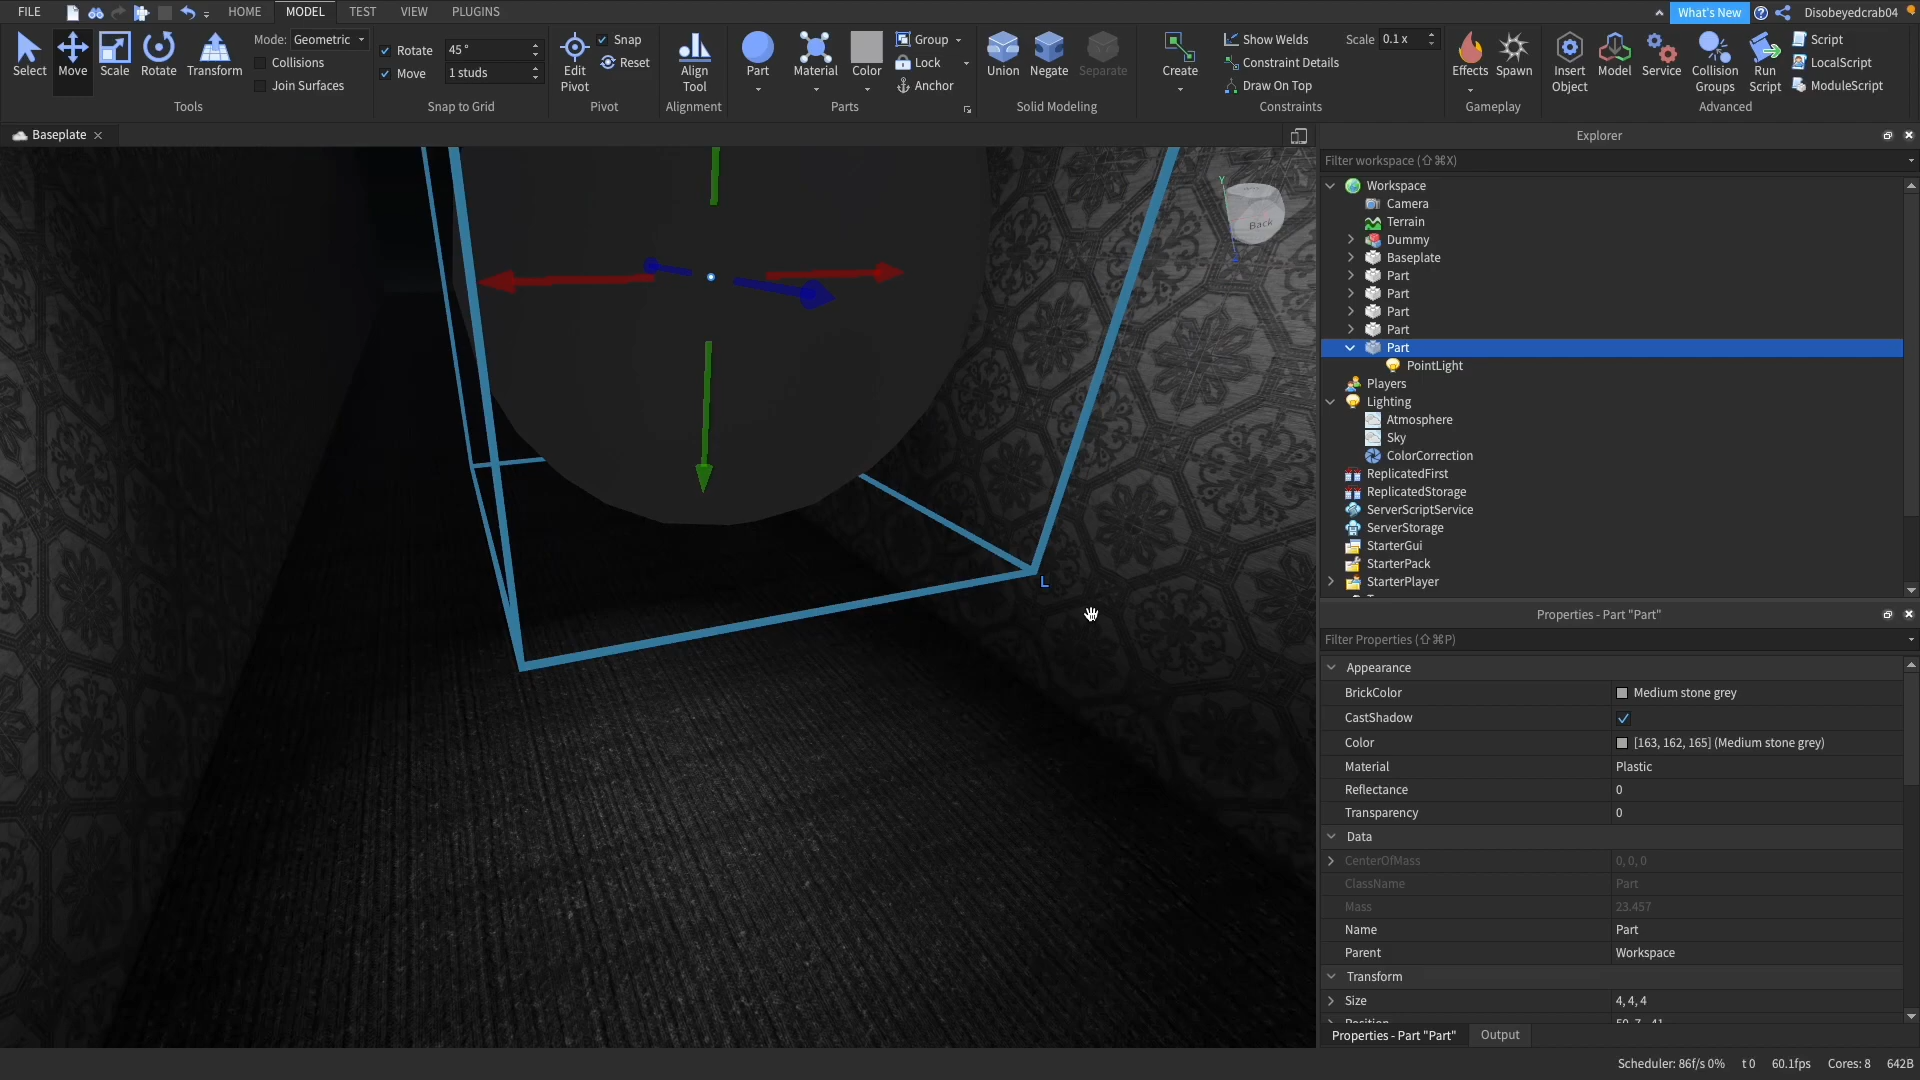 FILE HOME MODEL TEST VIEW PLUGINS What's New Disobeyedcrab04
Select Move Scale Rotate Transform
Mode: Geometric
Collisions
Join Surfaces
Tools
Rotate 45 °
Move 1 studs
Snap to Grid
Edit Pivot
Snap
Reset
Pivot
Align Tool
Alignment
Part Material Color
Group
Lock
Anchor
Parts
Union Negate Separate
Solid Modeling
Create
Show Welds
Constraint Details
Draw On Top
Scale 0.1 x
Constraints
Effects Spawn
Gameplay
Insert Object
Model
Service
Collision Groups
Run Script
Script
LocalScript
ModuleScript
Advanced
Baseplate
Y
Back
L
Explorer
Filter workspace (⇧⌘X)
Workspace
Camera
Terrain
Dummy
Baseplate
Part
Part
Part
Part
Part
PointLight
Players
Lighting
Atmosphere
Sky
ColorCorrection
ReplicatedFirst
ReplicatedStorage
ServerScriptService
ServerStorage
StarterGui
StarterPack
StarterPlayer
Properties - Part "Part"
Filter Properties (⇧⌘P)
Appearance
BrickColor Medium stone grey
CastShadow
Color [163, 162, 165] (Medium stone grey)
Material Plastic
Reflectance 0
Transparency 0
Data
CenterOfMass 0, 0, 0
ClassName Part
Mass 23.457
Name Part
Parent Workspace
Transform
Size 4, 4, 4
Properties - Part "Part" Output
Scheduler: 86f/s 0% t 0 60.1fps Cores: 8 642B